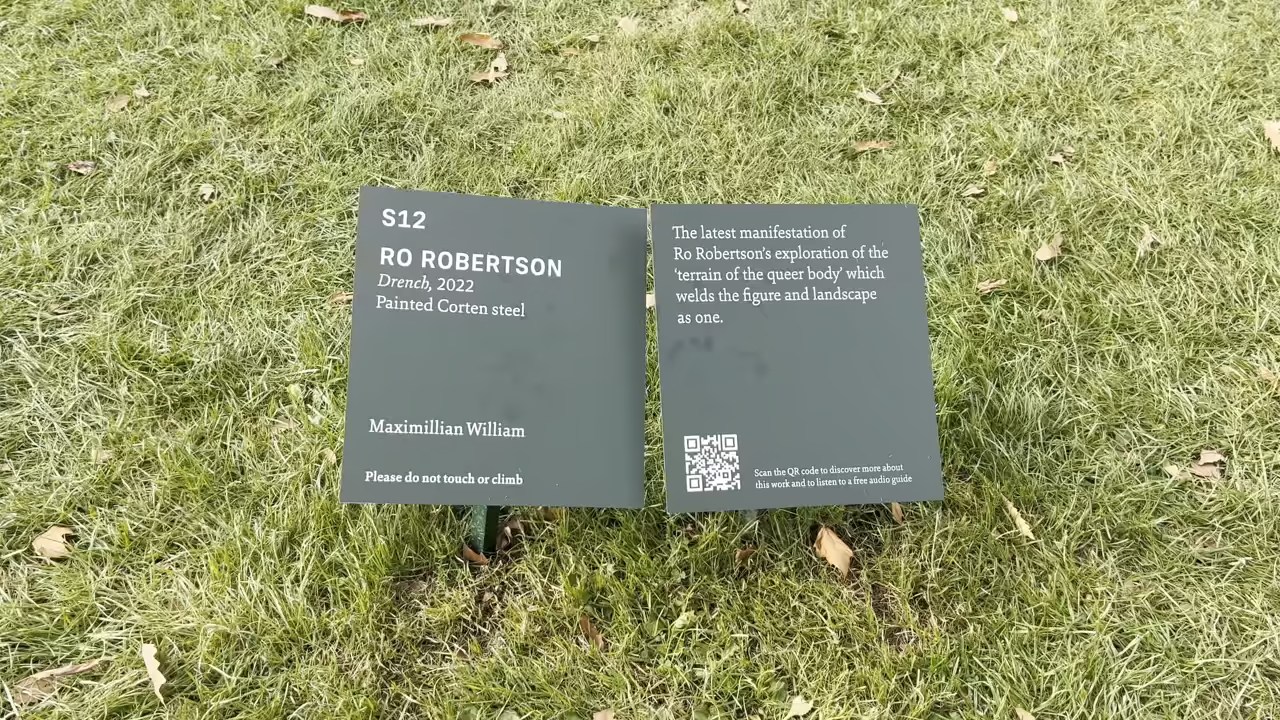 S12
RO ROBERTSON
Drench, 2022
Painted Corten steel
Maximillian William
Please do not touch or climb
The latest manifestation of
Ro Robertson’s exploration of the
‘terrain of the queer body’ which
welds the figure and landscape
as one.
Scan the QR code to discover more about
this work and to listen to a free audio guide